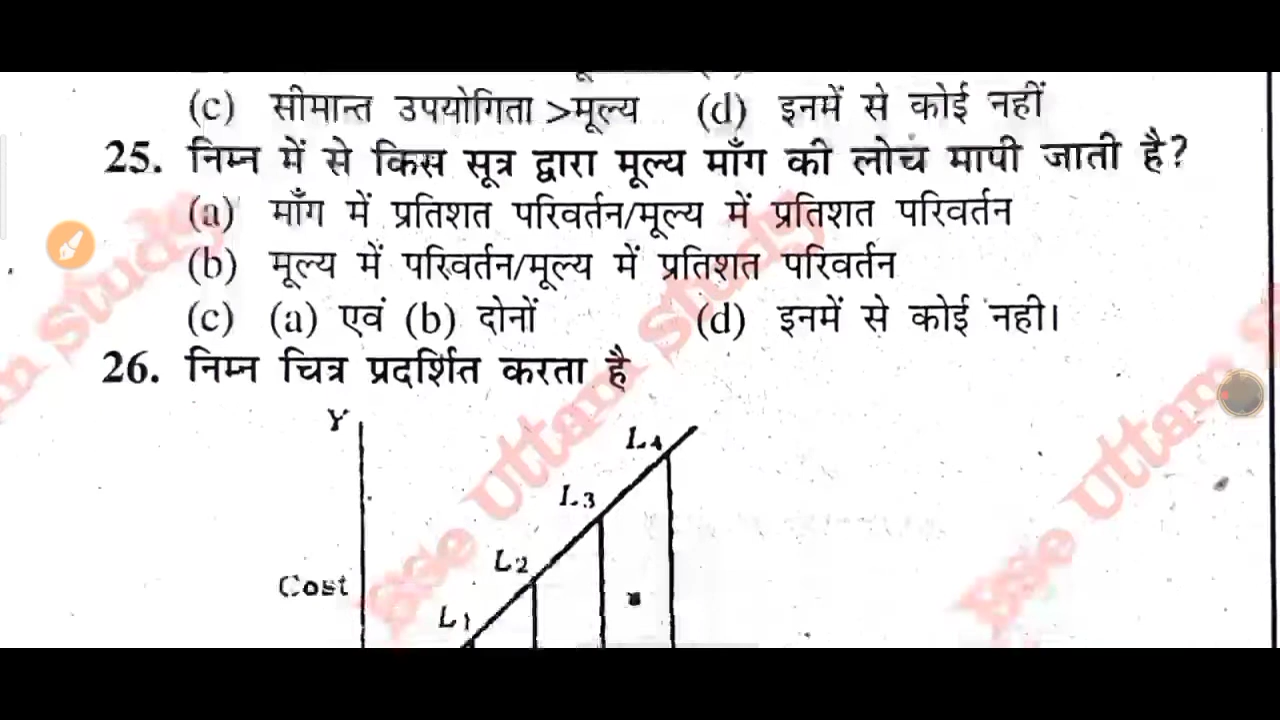 (c) सीमान्त उपयोगिता >मूल्य (d) इनमें से कोई नहीं
25. निम्न में से किस सूत्र द्वारा मूल्य माँग की लोच मापी जाती है?
(a) माँग में प्रतिशत परिवर्तन/मूल्य में प्रतिशत परिवर्तन
(b) मूल्य में परिवर्तन/मूल्य में प्रतिशत परिवर्तन
(c) (a) एवं (b) दोनों (d) इनमें से कोई नही।
26. निम्न चित्र प्रदर्शित करता है
Y
L4
L3
L2
Cost
L1